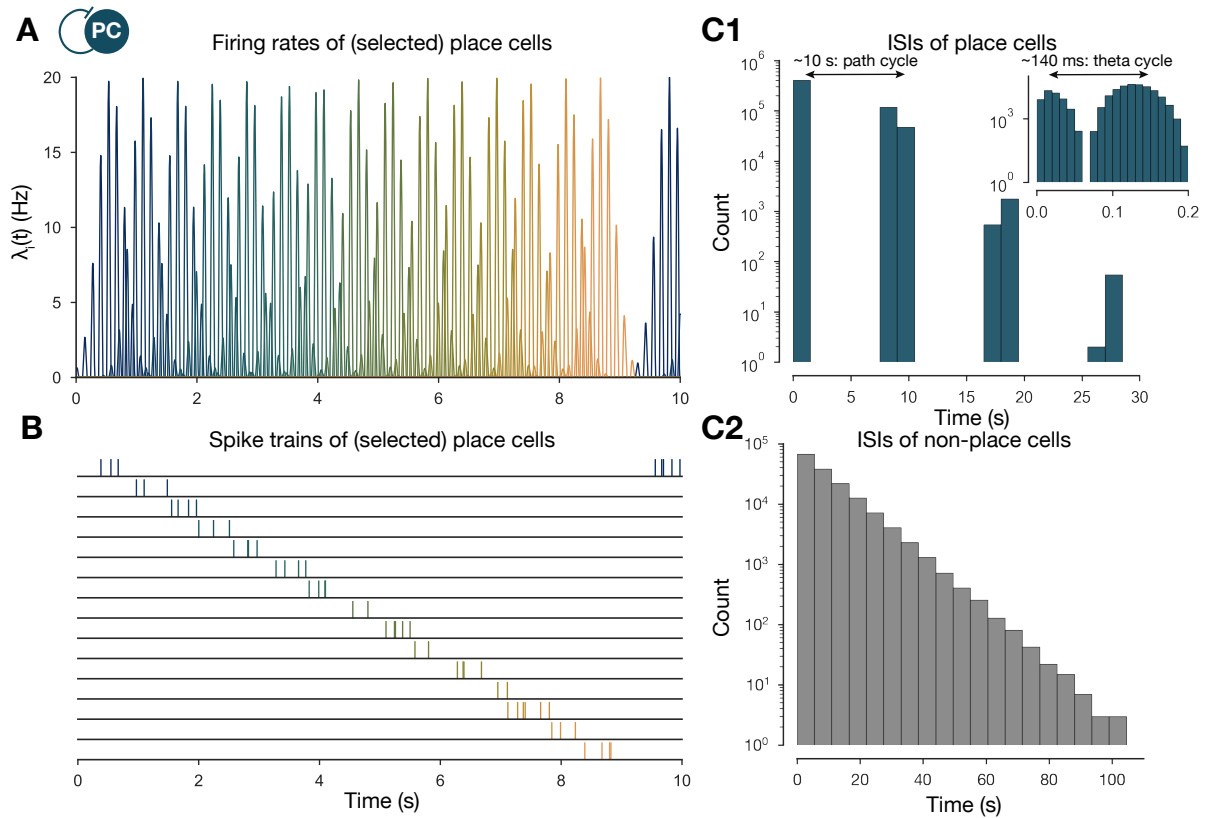 A
PC
Firing rates of (selected) place cells
20
15
10
5
0
λi(t) (Hz)
0 2 4 6 8 10
B
Spike trains of (selected) place cells
0 2 4 6 8 10
Time (s)
C1
ISIs of place cells
~10 s: path cycle
~140 ms: theta cycle
10^6
10^5
10^4
10^3
10^2
10^1
10^0
Count
0 5 10 15 20 25 30
Time (s)
10^3
10^0
0.0 0.1 0.2
C2
ISIs of non-place cells
10^5
10^4
10^3
10^2
10^1
10^0
Count
0 20 40 60 80 100
Time (s)